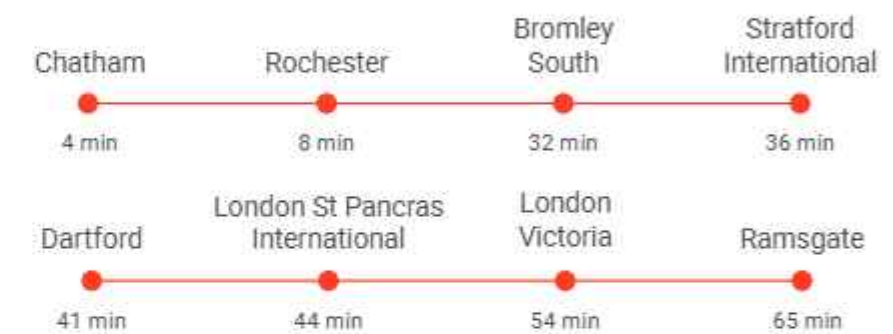 Chatham
Rochester
Bromley
South
Stratford
International
4 min
8 min
32 min
36 min
Dartford
London St Pancras
International
London
Victoria
Ramsgate
41 min
44 min
54 min
65 min